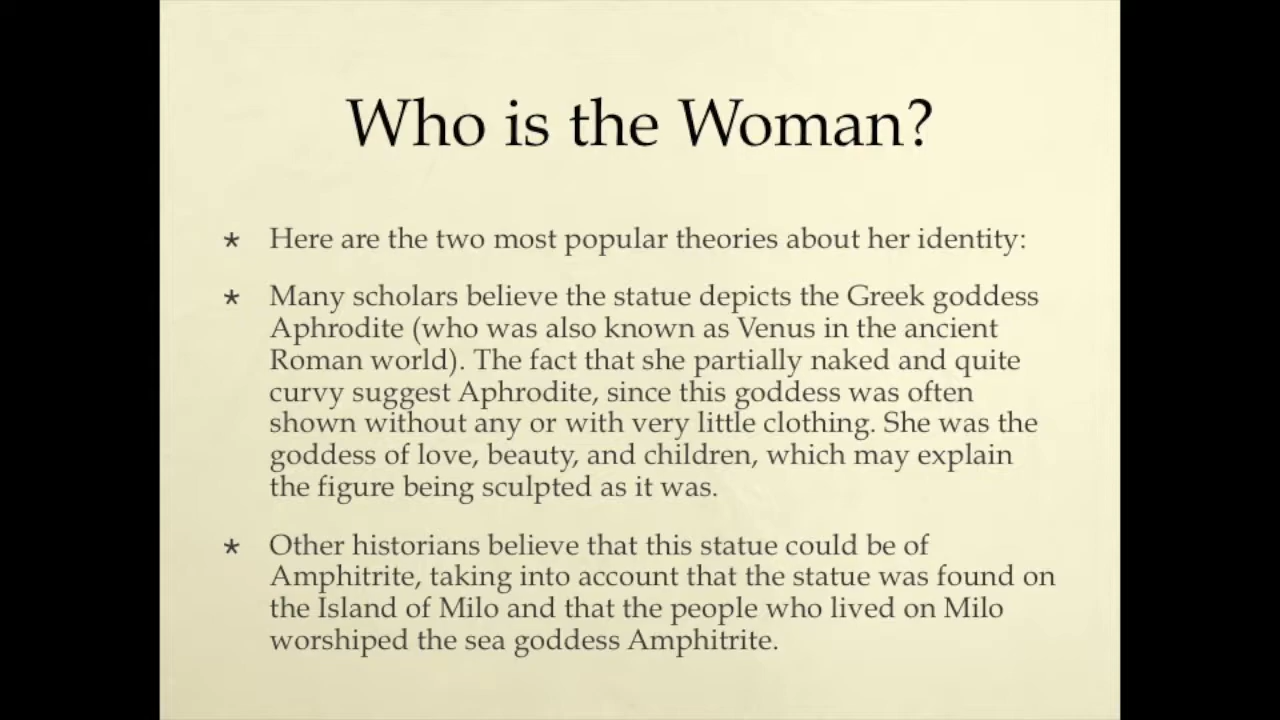 Who is the Woman?
* Here are the two most popular theories about her identity:
* Many scholars believe the statue depicts the Greek goddess
Aphrodite (who was also known as Venus in the ancient
Roman world). The fact that she partially naked and quite
curvy suggest Aphrodite, since this goddess was often
shown without any or with very little clothing. She was the
goddess of love, beauty, and children, which may explain
the figure being sculpted as it was.
* Other historians believe that this statue could be of
Amphitrite, taking into account that the statue was found on
the Island of Milo and that the people who lived on Milo
worshiped the sea goddess Amphitrite.